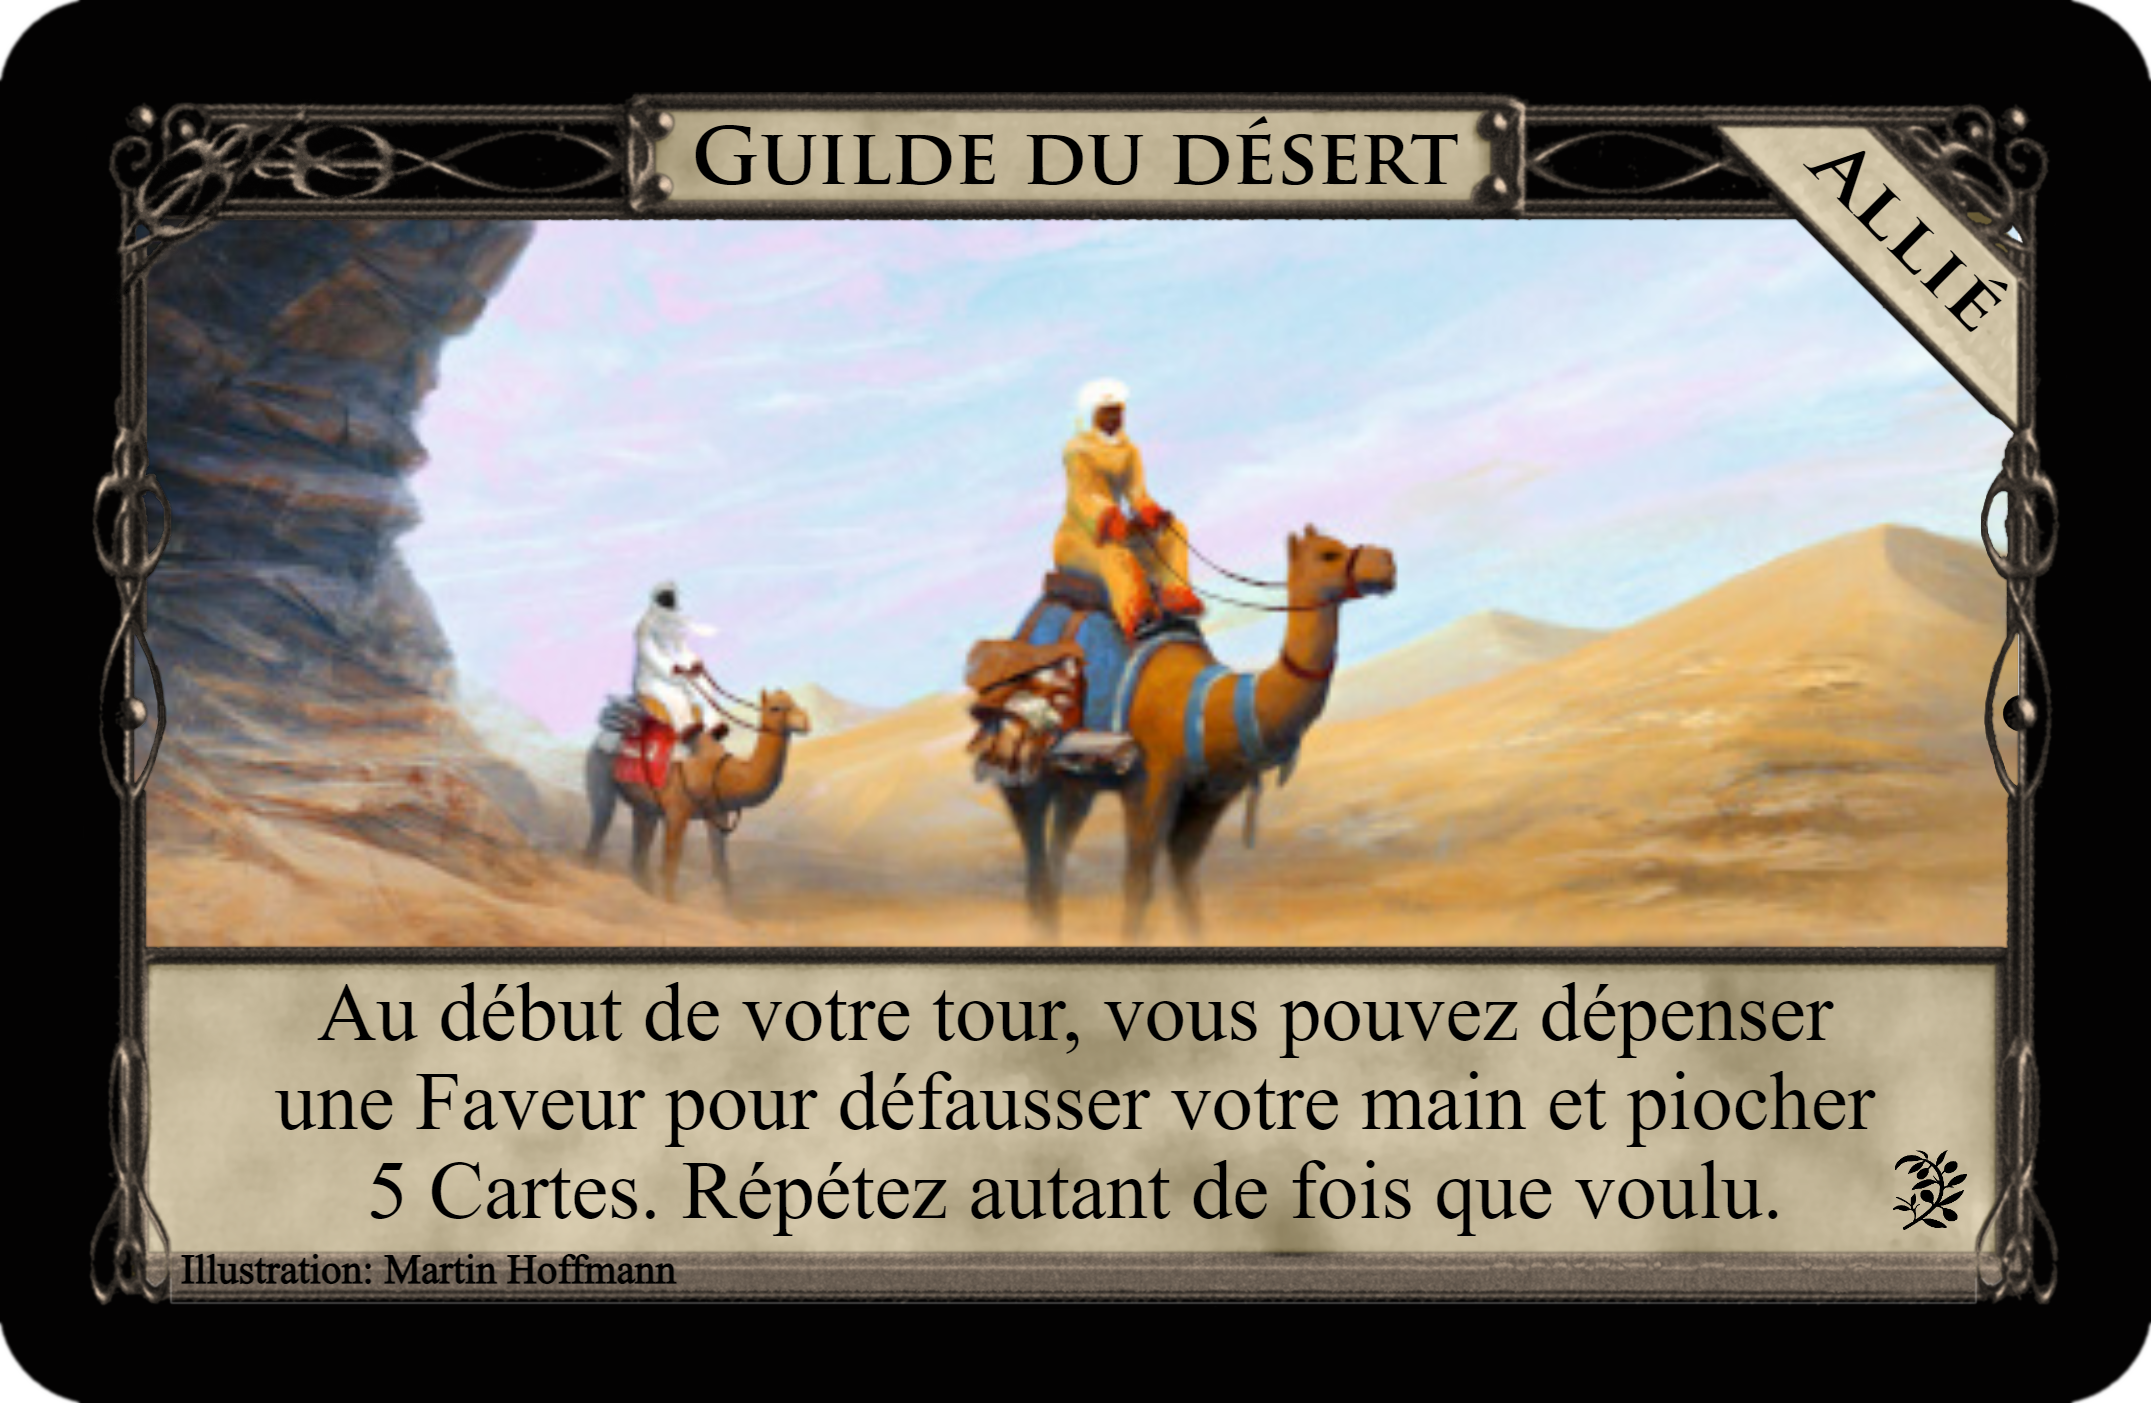 Guilde du désert
Allié
Au début de votre tour, vous pouvez dépenser
une Faveur pour défausser votre main et piocher
5 Cartes. Répétez autant de fois que voulu.
Illustration: Martin Hoffmann